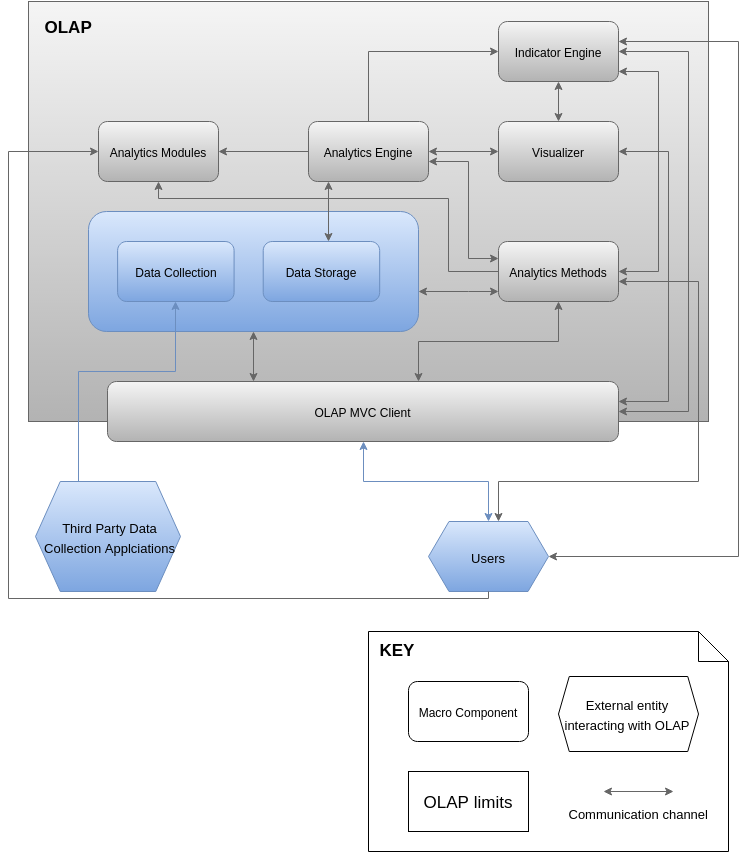 OLAP
Indicator Engine
Analytics Modules
Analytics Engine
Visualizer
Data Collection
Data Storage
Analytics Methods
OLAP MVC Client
Third Party Data
Collection Applciations
Users
KEY
Macro Component
External entity
interacting with OLAP
OLAP limits
Communication channel